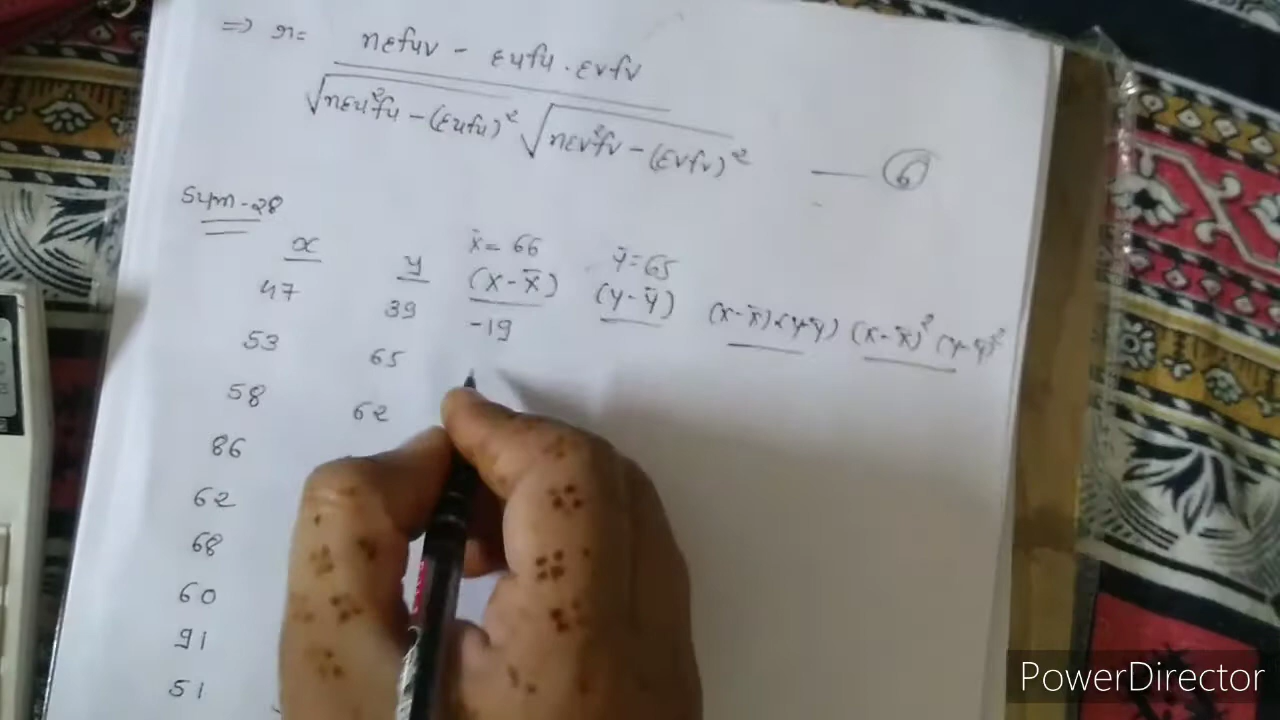 => r= nΣfuv - Σufu . Σvfv
√nΣu²fu - (Σufu)² √nΣv²fv - (Σvfv)² — 6
Sum-28
x y x̄= 66 ȳ=65
(x-x̄) (y-ȳ) (x-x̄)(y-ȳ) (x-x̄)² (y-ȳ)²
47 39 -19
53 65
58 62
86
62
68
60
91
51
PowerDirector